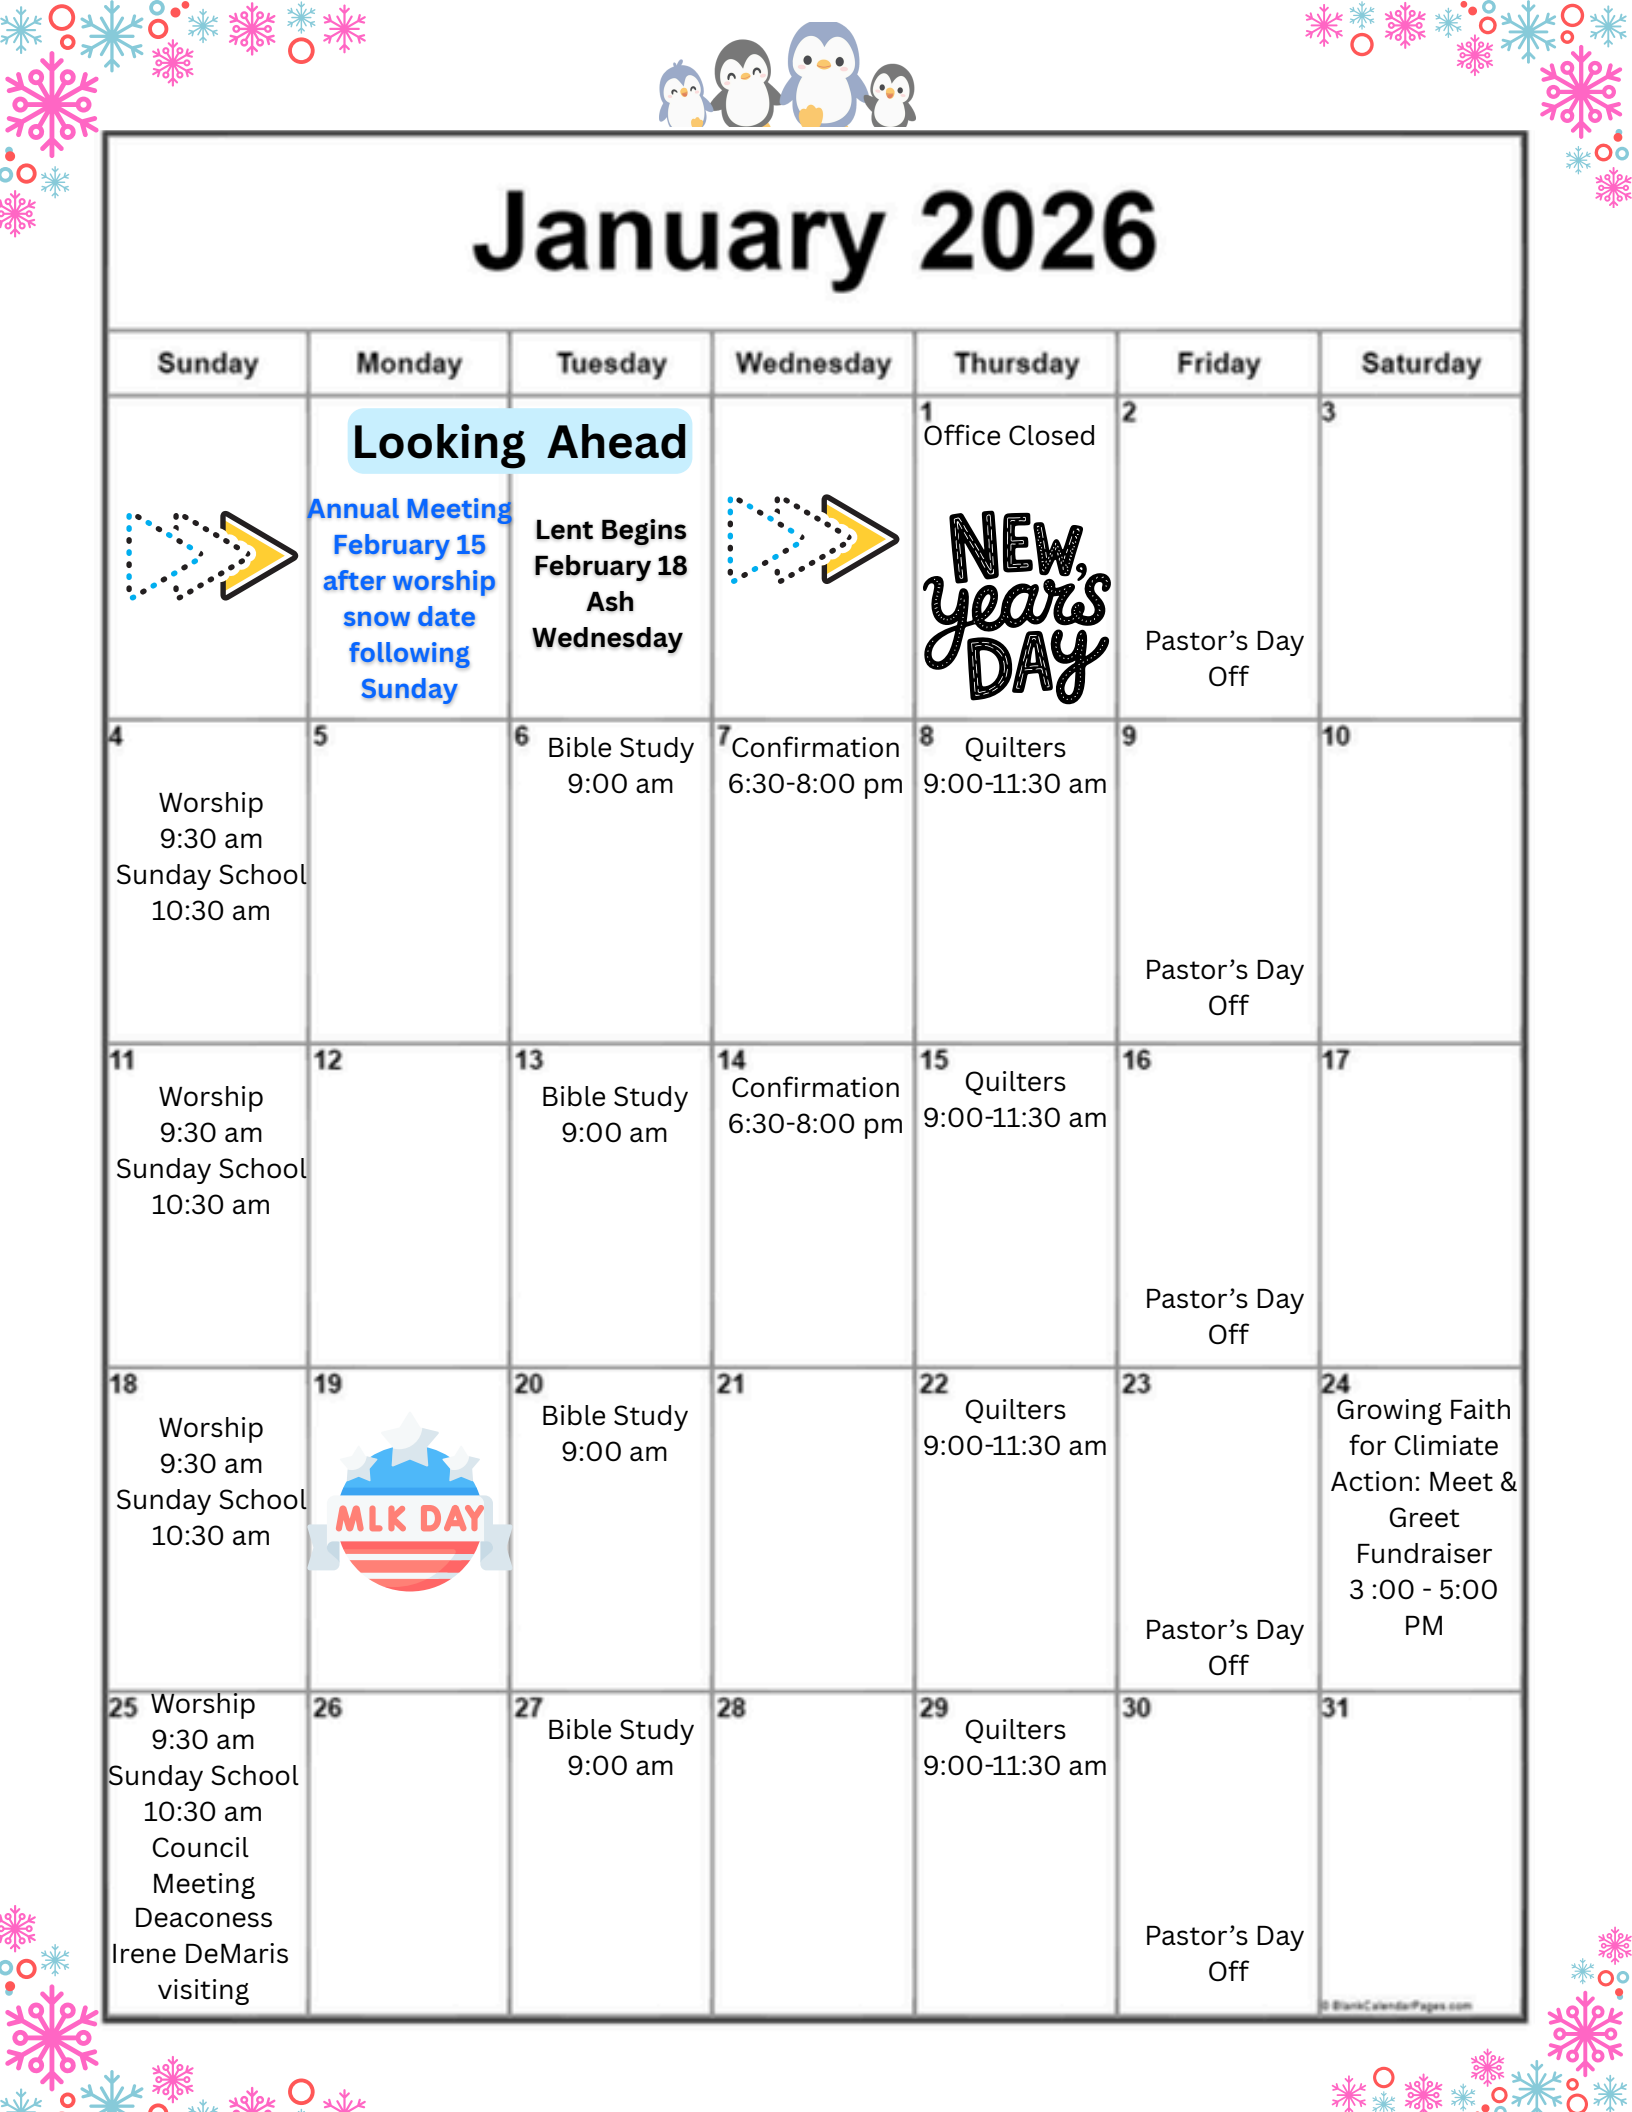 January 2026
Sunday Monday Tuesday Wednesday Thursday Friday Saturday
Looking Ahead
Annual Meeting
February 15
after worship
snow date
following
Sunday
Lent Begins
February 18
Ash
Wednesday
1
Office Closed
NEW
year's
DAY
2
Pastor’s Day
Off
3
4
Worship
9:30 am
Sunday School
10:30 am
5
6
Bible Study
9:00 am
7
Confirmation
6:30-8:00 pm
8
Quilters
9:00-11:30 am
9
Pastor’s Day
Off
10
11
Worship
9:30 am
Sunday School
10:30 am
12
13
Bible Study
9:00 am
14
Confirmation
6:30-8:00 pm
15
Quilters
9:00-11:30 am
16
Pastor’s Day
Off
17
18
Worship
9:30 am
Sunday School
10:30 am
19
MLK DAY
20
Bible Study
9:00 am
21
22
Quilters
9:00-11:30 am
23
Pastor’s Day
Off
24
Growing Faith
for Climiate
Action: Meet &
Greet
Fundraiser
3 :00 - 5:00
PM
25
Worship
9:30 am
Sunday School
10:30 am
Council
Meeting
Deaconess
Irene DeMaris
visiting
26
27
Bible Study
9:00 am
28
29
Quilters
9:00-11:30 am
30
Pastor’s Day
Off
31
© BlankCalendarPages.com